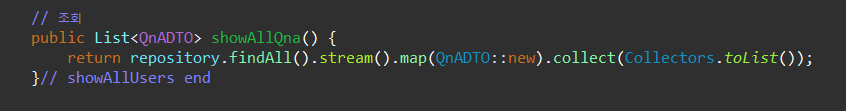 // 조회
public List<QnADTO> showAllQna() {
return repository.findAll().stream().map(QnADTO::new).collect(Collectors.toList());
}// showAllUsers end